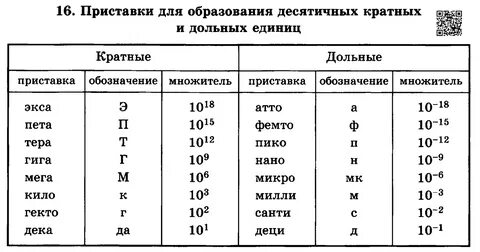 16. Приставки для образования десятичных кратных
и дольных единиц
Кратные Дольные
приставка обозначение множитель приставка обозначение множитель
экса Э 10¹⁸ атто а 10⁻¹⁸
пета П 10¹⁵ фемто ф 10⁻¹⁵
тера Т 10¹² пико п 10⁻¹²
гига Г 10⁹ нано н 10⁻⁹
мега М 10⁶ микро мк 10⁻⁶
кило к 10³ милли м 10⁻³
гекто г 10² санти с 10⁻²
дека да 10¹ деци д 10⁻¹